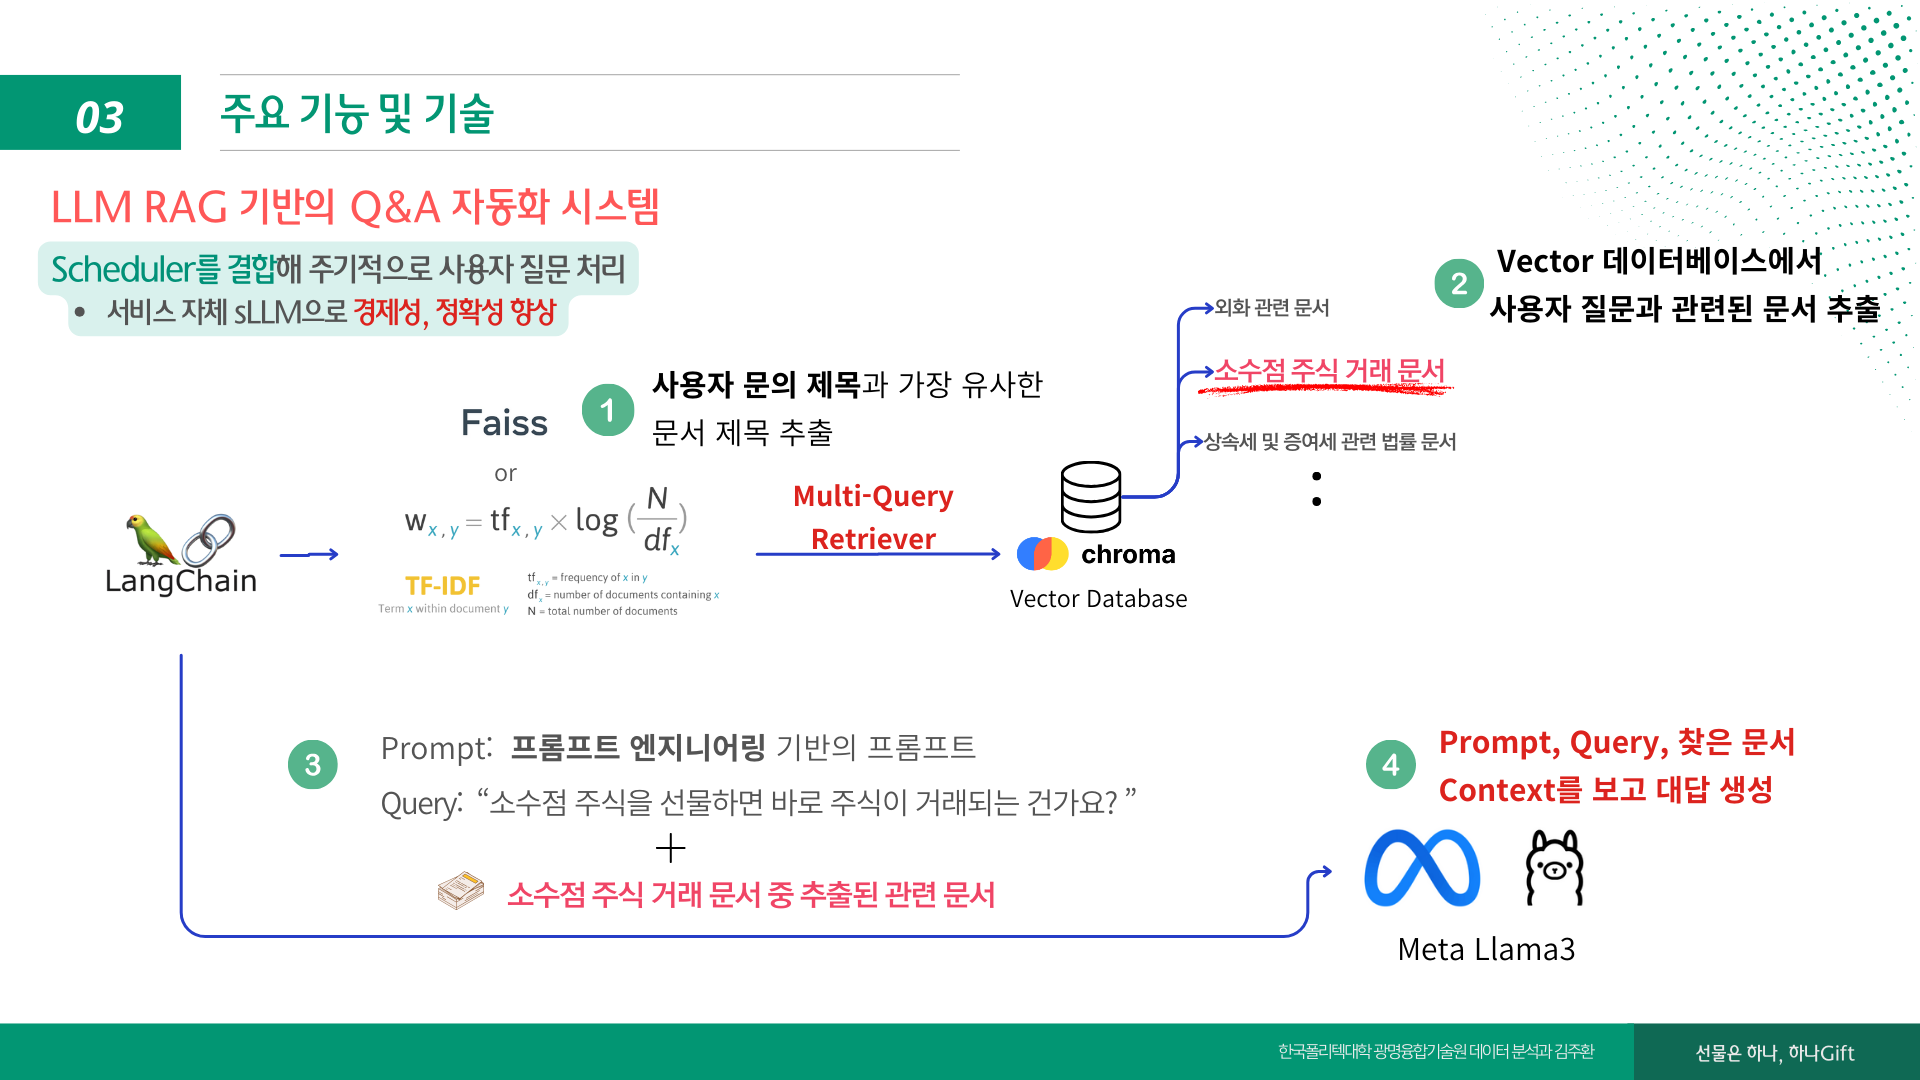 03
주요 기능 및 기술
LLM RAG 기반의 Q&A 자동화 시스템
Scheduler를 결합해 주기적으로 사용자 질문 처리
• 서비스 자체 sLLM으로 경제성, 정확성 향상
1
사용자 문의 제목과 가장 유사한
문서 제목 추출
Faiss
or
w x, y = tf x, y × log ( N / df x )
TF-IDF
Term x within document y
tf x, y = frequency of x in y
df x = number of documents containing x
N = total number of documents
LangChain
Multi-Query
Retriever
chroma
Vector Database
외화 관련 문서
소수점 주식 거래 문서
상속세 및 증여세 관련 법률 문서
2
Vector 데이터베이스에서
사용자 질문과 관련된 문서 추출
3
Prompt: 프롬프트 엔지니어링 기반의 프롬프트
Query: “소수점 주식을 선물하면 바로 주식이 거래되는 건가요? ”
+
소수점 주식 거래 문서 중 추출된 관련 문서
4
Prompt, Query, 찾은 문서
Context를 보고 대답 생성
Meta Llama3
한국폴리텍대학 광명융합기술원 데이터 분석과 김주환
선물은 하나, 하나Gift